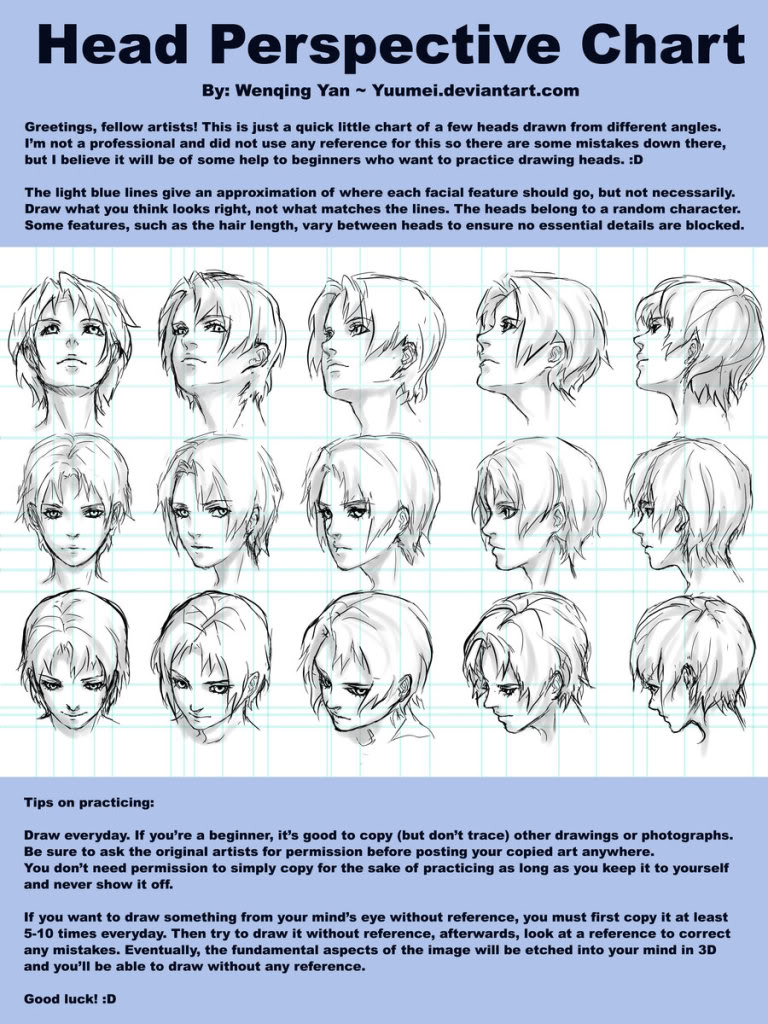 Head Perspective Chart
By: Wenqing Yan ~ Yuumei.deviantart.com
Greetings, fellow artists! This is just a quick little chart of a few heads drawn from different angles.
I'm not a professional and did not use any reference for this so there are some mistakes down there,
but I believe it will be of some help to beginners who want to practice drawing heads. :D
The light blue lines give an approximation of where each facial feature should go, but not necessarily.
Draw what you think looks right, not what matches the lines. The heads belong to a random character.
Some features, such as the hair length, vary between heads to ensure no essential details are blocked.
Tips on practicing:
Draw everyday. If you're a beginner, it's good to copy (but don't trace) other drawings or photographs.
Be sure to ask the original artists for permission before posting your copied art anywhere.
You don't need permission to simply copy for the sake of practicing as long as you keep it to yourself
and never show it off.
If you want to draw something from your mind's eye without reference, you must first copy it at least
5-10 times everyday. Then try to draw it without reference, afterwards, look at a reference to correct
any mistakes. Eventually, the fundamental aspects of the image will be etched into your mind in 3D
and you'll be able to draw without any reference.
Good luck! :D